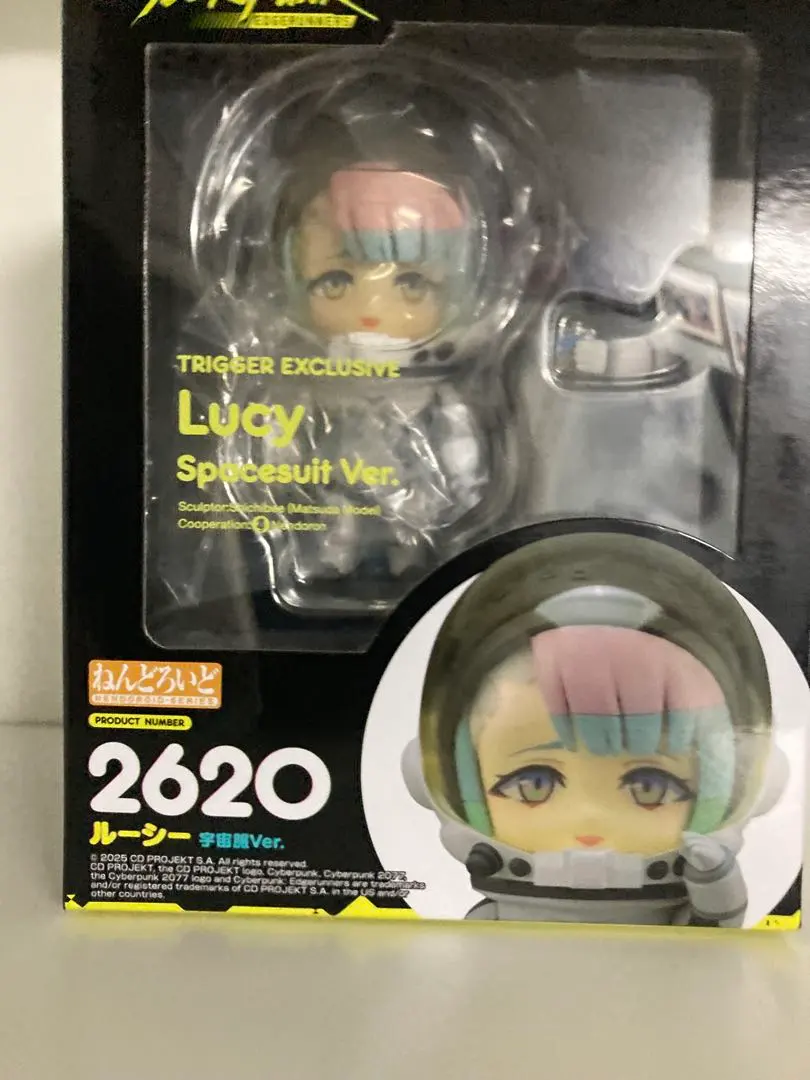 EDGERUNNERS
TRIGGER EXCLUSIVE
Lucy
Spacesuit Ver.
Sculptor:Shichibee (Matsuda Model)
Cooperation: Nendoron
ねんどろいど
NENDOROID-SERIES
PRODUCT NUMBER
2620
ルーシー 宇宙服Ver.
© 2025 CD PROJEKT S.A. All rights reserved.
CD PROJEKT, the CD PROJEKT logo, Cyberpunk, Cyberpunk 2077,
the Cyberpunk 2077 logo and Cyberpunk: Edgerunners are trademarks
and/or registered trademarks of CD PROJEKT S.A. in the US and/or
other countries.